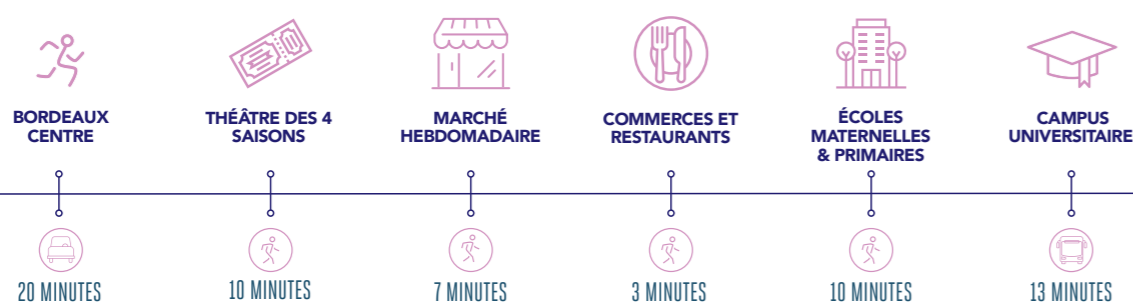 BORDEAUX
CENTRE
THÉÂTRE DES 4
SAISONS
MARCHÉ
HEBDOMADAIRE
COMMERCES ET
RESTAURANTS
ÉCOLES
MATERNELLES
& PRIMAIRES
CAMPUS
UNIVERSITAIRE
20 MINUTES
10 MINUTES
7 MINUTES
3 MINUTES
10 MINUTES
13 MINUTES